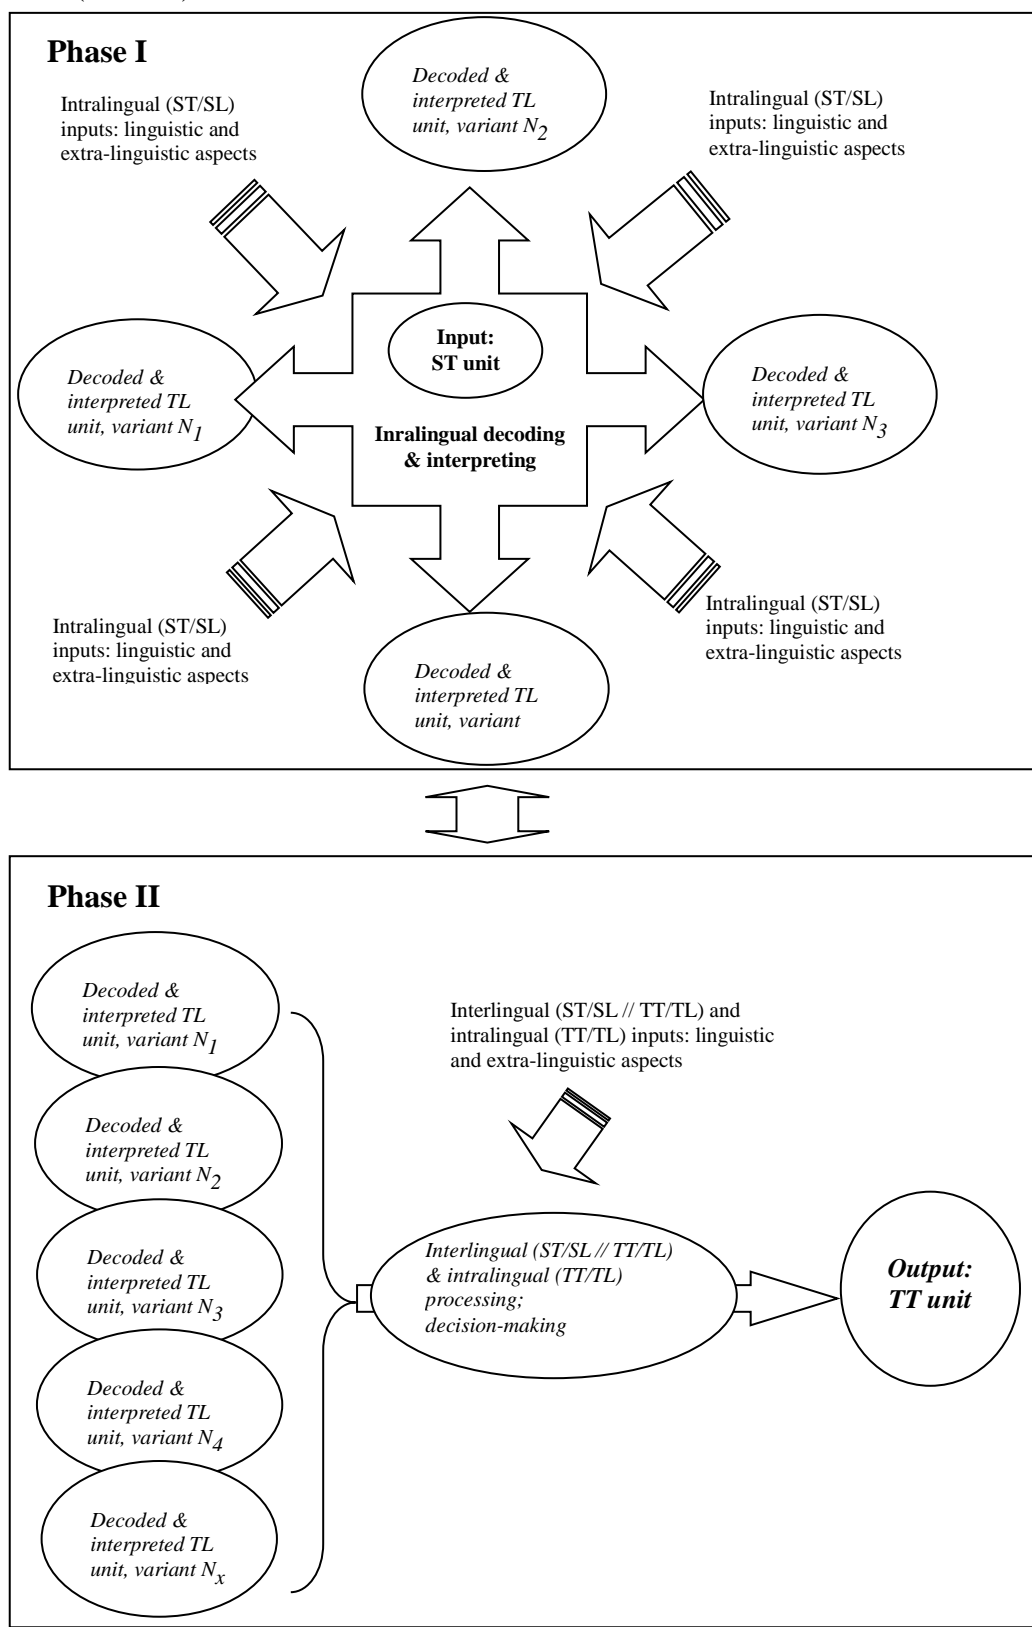 Phase I
Decoded &
interpreted TL
unit, variant N2
Intralingual (ST/SL)
inputs: linguistic and
extra-linguistic aspects
Intralingual (ST/SL)
inputs: linguistic and
extra-linguistic aspects
Input:
ST unit
Decoded &
interpreted TL
unit, variant N1
Decoded &
interpreted TL
unit, variant N3
Inralingual decoding
& interpreting
Intralingual (ST/SL)
inputs: linguistic and
extra-linguistic aspects
Intralingual (ST/SL)
inputs: linguistic and
extra-linguistic aspects
Decoded &
interpreted TL
unit, variant
Phase II
Decoded &
interpreted TL
unit, variant N1
Interlingual (ST/SL // TT/TL) and
intralingual (TT/TL) inputs: linguistic
and extra-linguistic aspects
Decoded &
interpreted TL
unit, variant N2
Decoded &
interpreted TL
unit, variant N3
Interlingual (ST/SL // TT/TL)
& intralingual (TT/TL)
processing;
decision-making
Output:
TT unit
Decoded &
interpreted TL
unit, variant N4
Decoded &
interpreted TL
unit, variant Nx